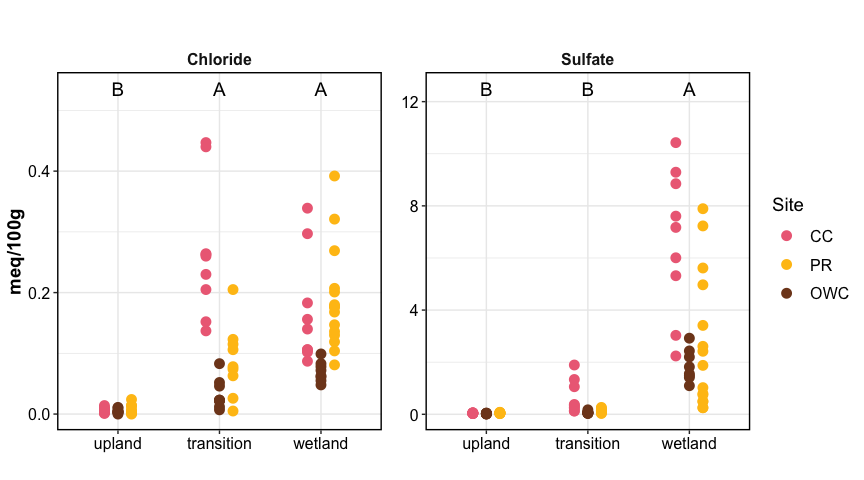 Chloride
Sulfate
B A A
B B A
meq/100g
0.4
0.2
0.0
12
8
4
0
upland transition wetland
upland transition wetland
Site
CC
PR
OWC